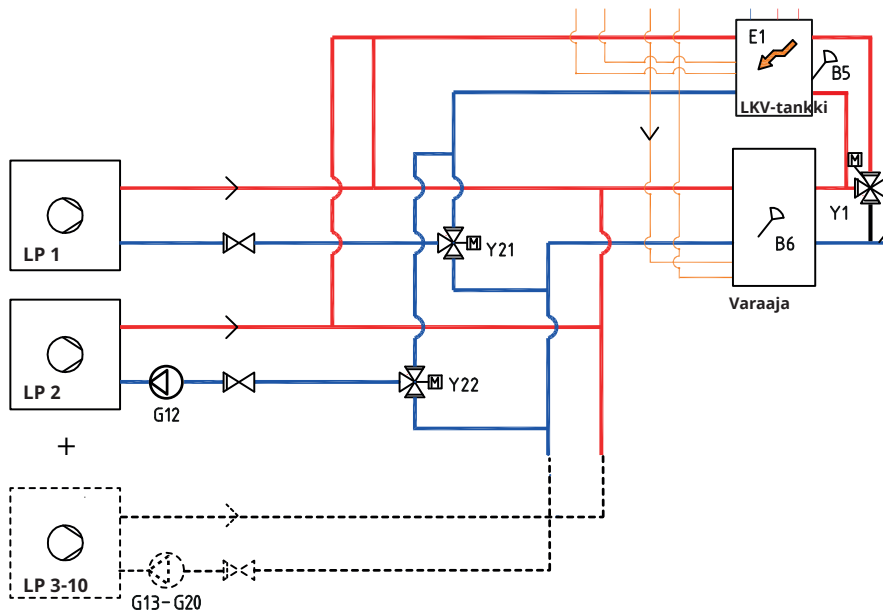 E1
B5
LKV-tankki
M
Y1
LP 1
M
Y21
B6
Varaaja
LP 2
G12
M
Y22
+
LP 3-10
G13-G20